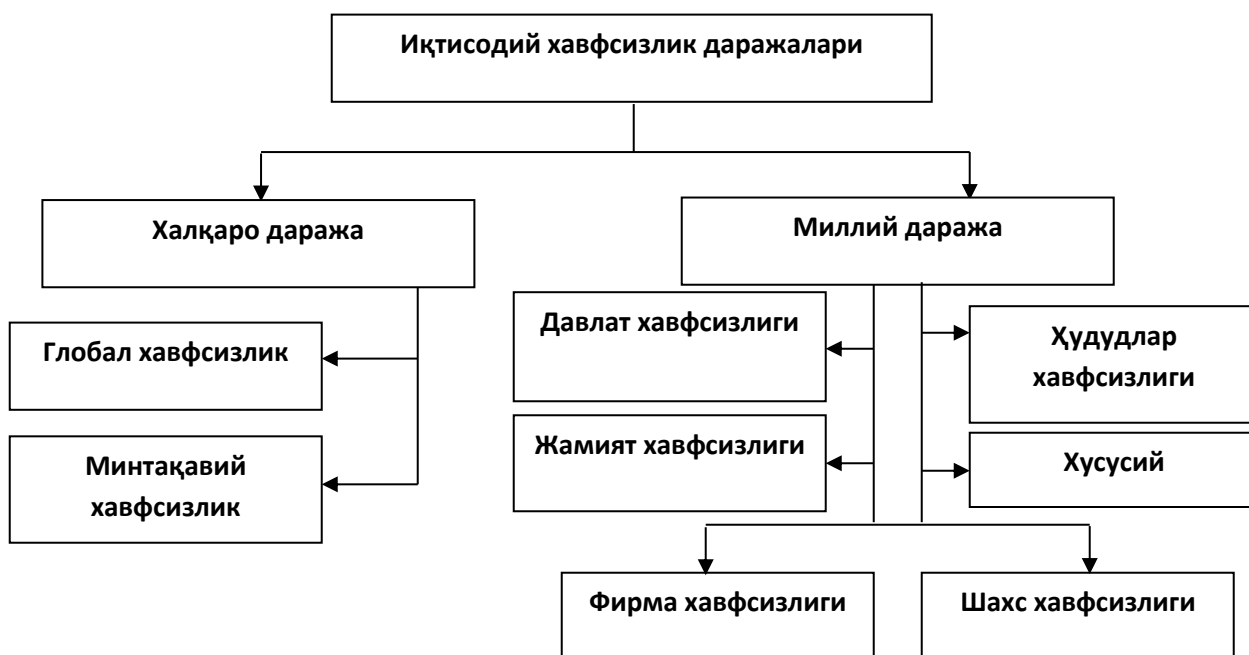 Иқтисодий хавфсизлик даражалари
Халқаро даража
Миллий даража
Глобал хавфсизлик
Минтақавий
хавфсизлик
Давлат хавфсизлиги
Ҳудудлар
хавфсизлиги
Жамият хавфсизлиги
Хусусий
Фирма хавфсизлиги
Шахс хавфсизлиги